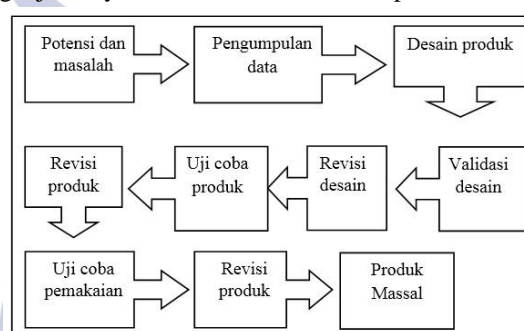 Potensi dan
masalah
Pengumpulan
data
Desain produk
Validasi
desain
Revisi
desain
Uji coba
produk
Revisi
produk
Uji coba
pemakaian
Revisi
produk
Produk
Massal